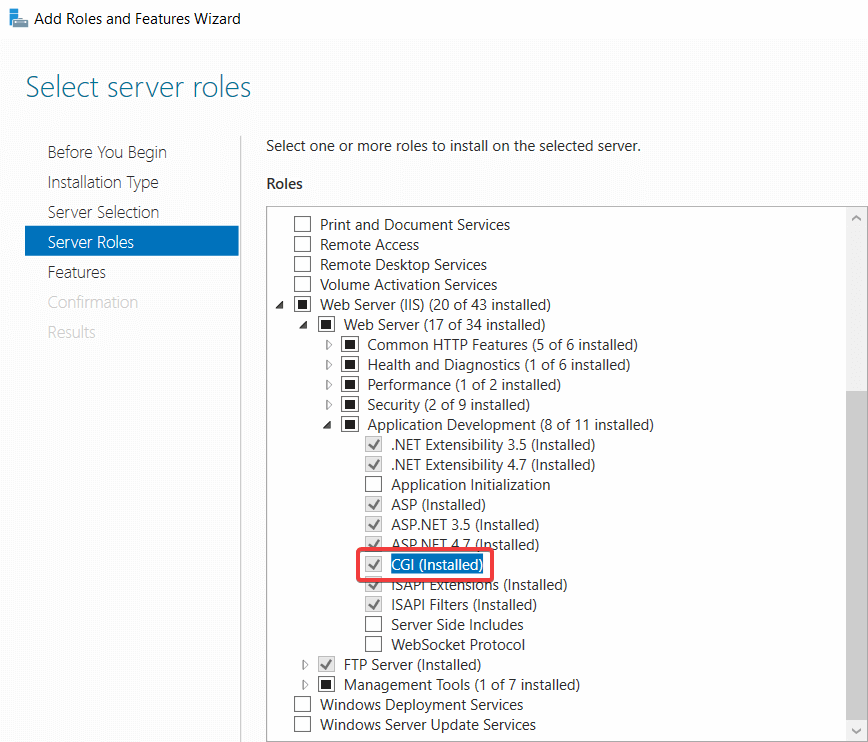 Add Roles and Features Wizard
Select server roles
Before You Begin
Installation Type
Server Selection
Server Roles
Features
Confirmation
Results
Select one or more roles to install on the selected server.
Roles
Print and Document Services
Remote Access
Remote Desktop Services
Volume Activation Services
Web Server (IIS) (20 of 43 installed)
Web Server (17 of 34 installed)
Common HTTP Features (5 of 6 installed)
Health and Diagnostics (1 of 6 installed)
Performance (1 of 2 installed)
Security (2 of 9 installed)
Application Development (8 of 11 installed)
.NET Extensibility 3.5 (Installed)
.NET Extensibility 4.7 (Installed)
Application Initialization
ASP (Installed)
ASP.NET 3.5 (Installed)
ASP.NET 4.7 (Installed)
CGI (Installed)
ISAPI Extensions (Installed)
ISAPI Filters (Installed)
Server Side Includes
WebSocket Protocol
FTP Server (Installed)
Management Tools (1 of 7 installed)
Windows Deployment Services
Windows Server Update Services